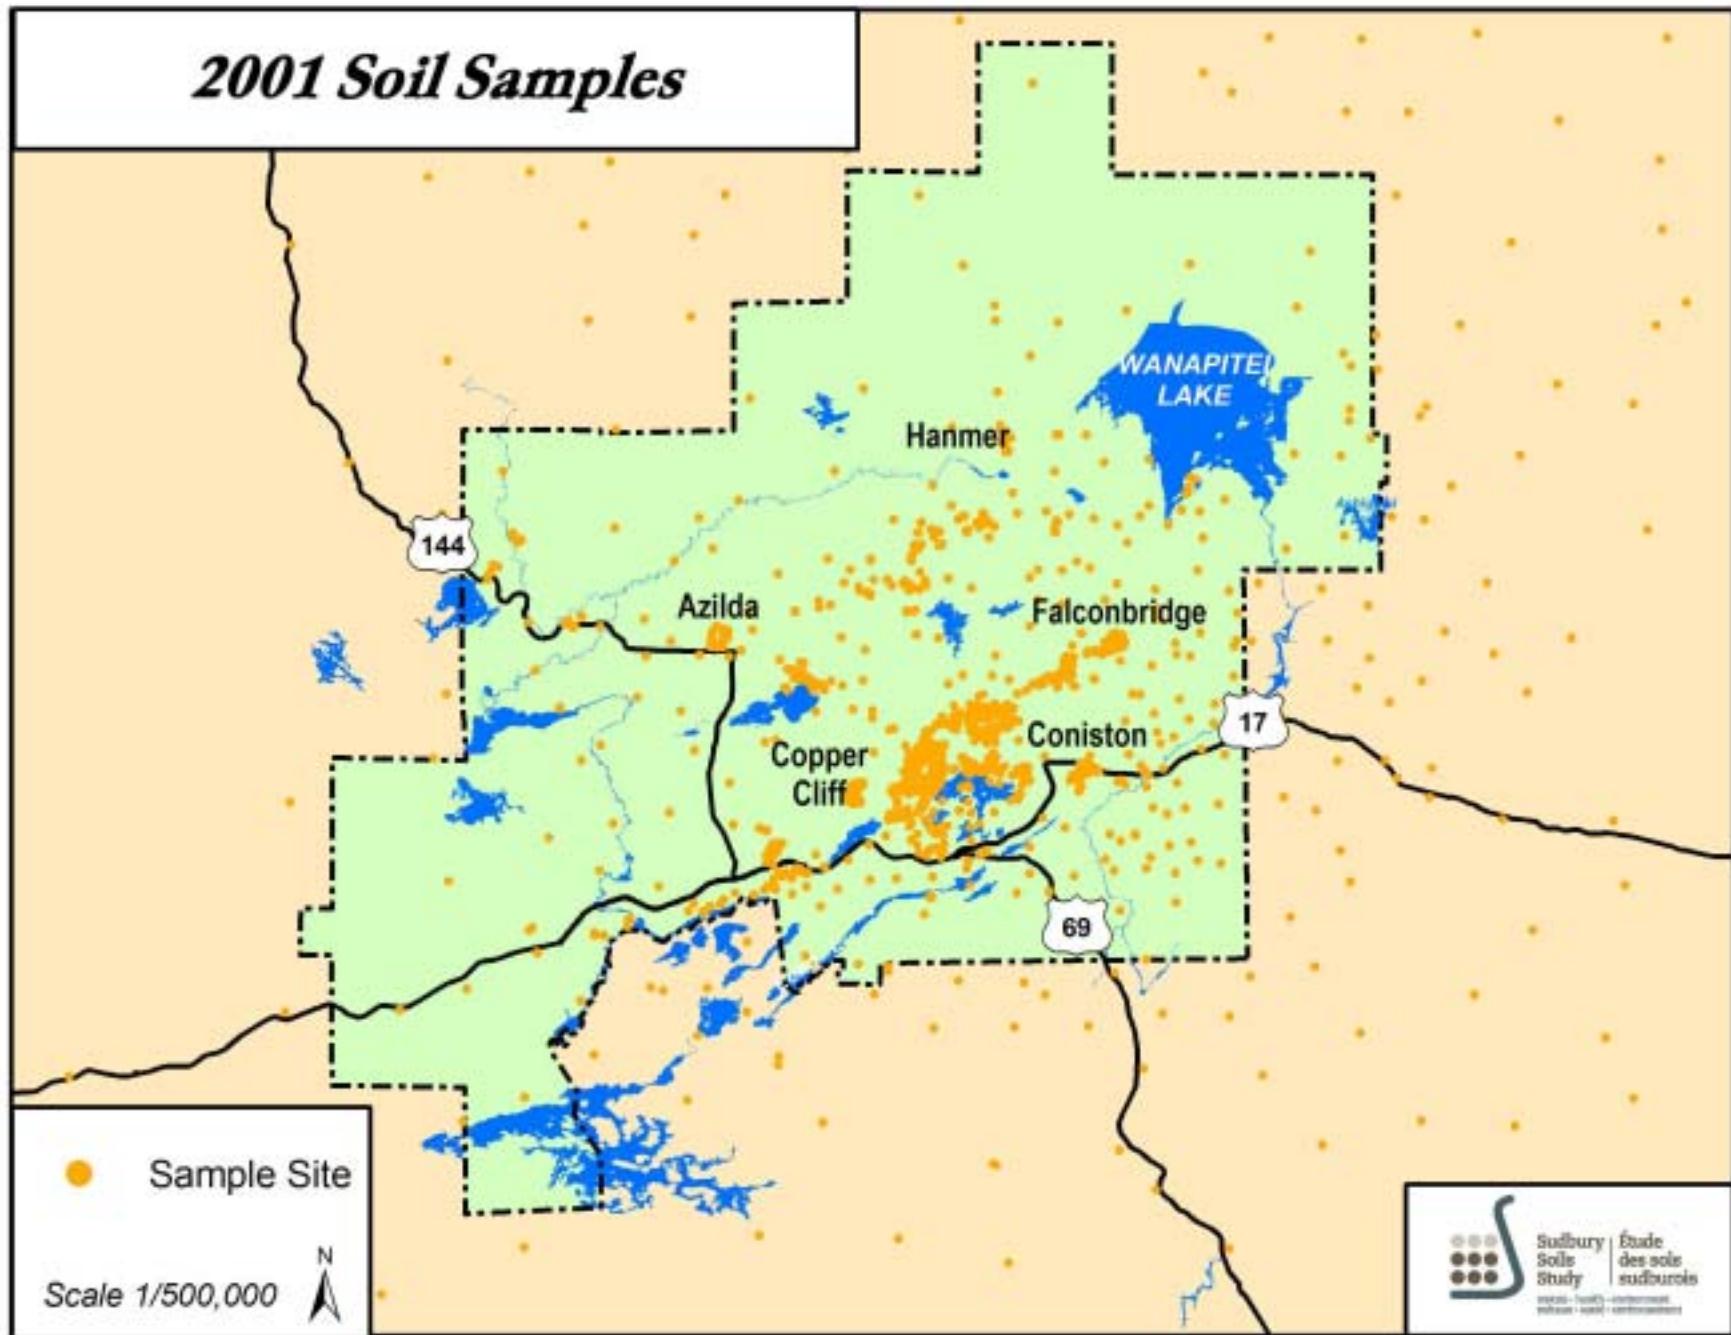 2001 Soil Samples
WANAPITEI
LAKE
Hanmer
144
Azilda
Falconbridge
17
Copper
Cliff
Coniston
69
Sample Site
N
Scale 1/500,000
Sudbury
Soils
Study
Étude
des sols
sudburois